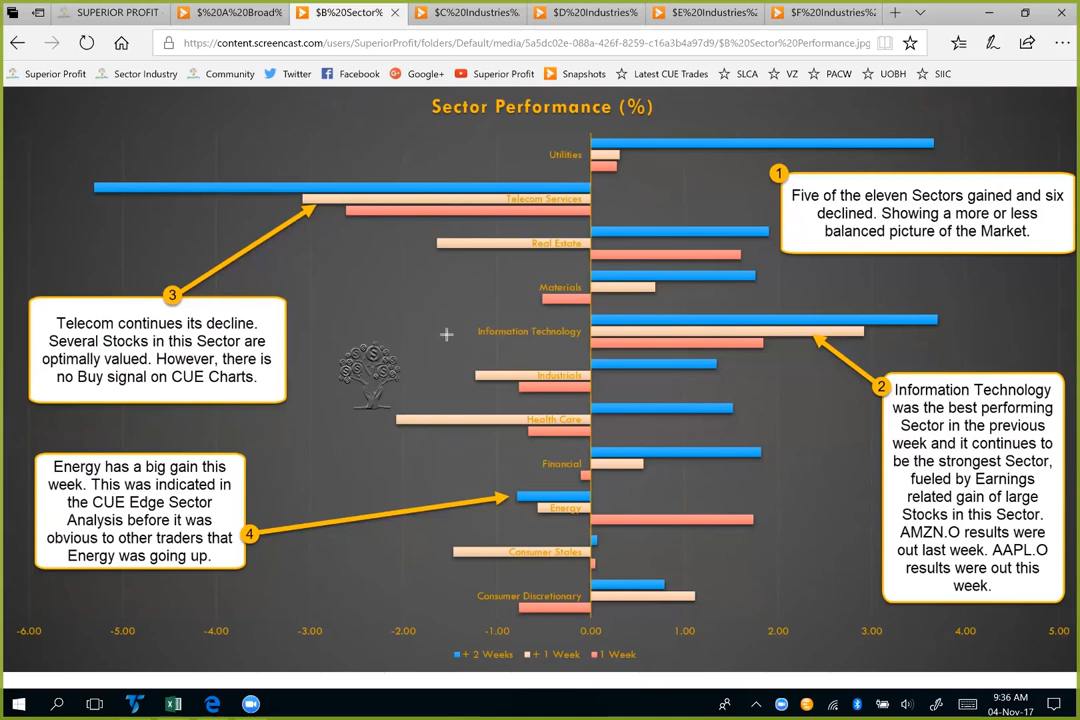 SUPERIOR PROFIT
$%20A%20Broad%
$B%20Sector%
$C%20Industries%
$D%20Industries%
$E%20Industries%2
$F%20Industries%2
https://content.screencast.com/users/SuperiorProfit/folders/Default/media/5a5dc02e-088a-426f-8259-c16a3b4a97d9/$B%20Sector%20Performance.jpg
Superior Profit
Sector Industry
Community
Twitter
Facebook
Google+
Superior Profit
Snapshots
Latest CUE Trades
SLCA
VZ
PACW
UOBH
SIIC
Sector Performance (%)
Utilities
Telecom Services
Real Estate
Materials
Information Technology
Industrials
Health Care
Financial
Energy
Consumer Stales
Consumer Discretionary
1
Five of the eleven Sectors gained and six
declined. Showing a more or less
balanced picture of the Market.
3
Telecom continues its decline.
Several Stocks in this Sector are
optimally valued. However, there is
no Buy signal on CUE Charts.
2
Information Technology
was the best performing
Sector in the previous
week and it continues to
be the strongest Sector,
fueled by Earnings
related gain of large
Stocks in this Sector.
AMZN.O results were
out last week. AAPL.O
results were out this
week.
Energy has a big gain this
week. This was indicated in
the CUE Edge Sector
Analysis before it was
obvious to other traders that
Energy was going up.
4
-6.00 -5.00 -4.00 -3.00 -2.00 -1.00 0.00 1.00 2.00 3.00 4.00 5.00
+ 2 Weeks + 1 Week 1 Week
9:36 AM
04-Nov-17